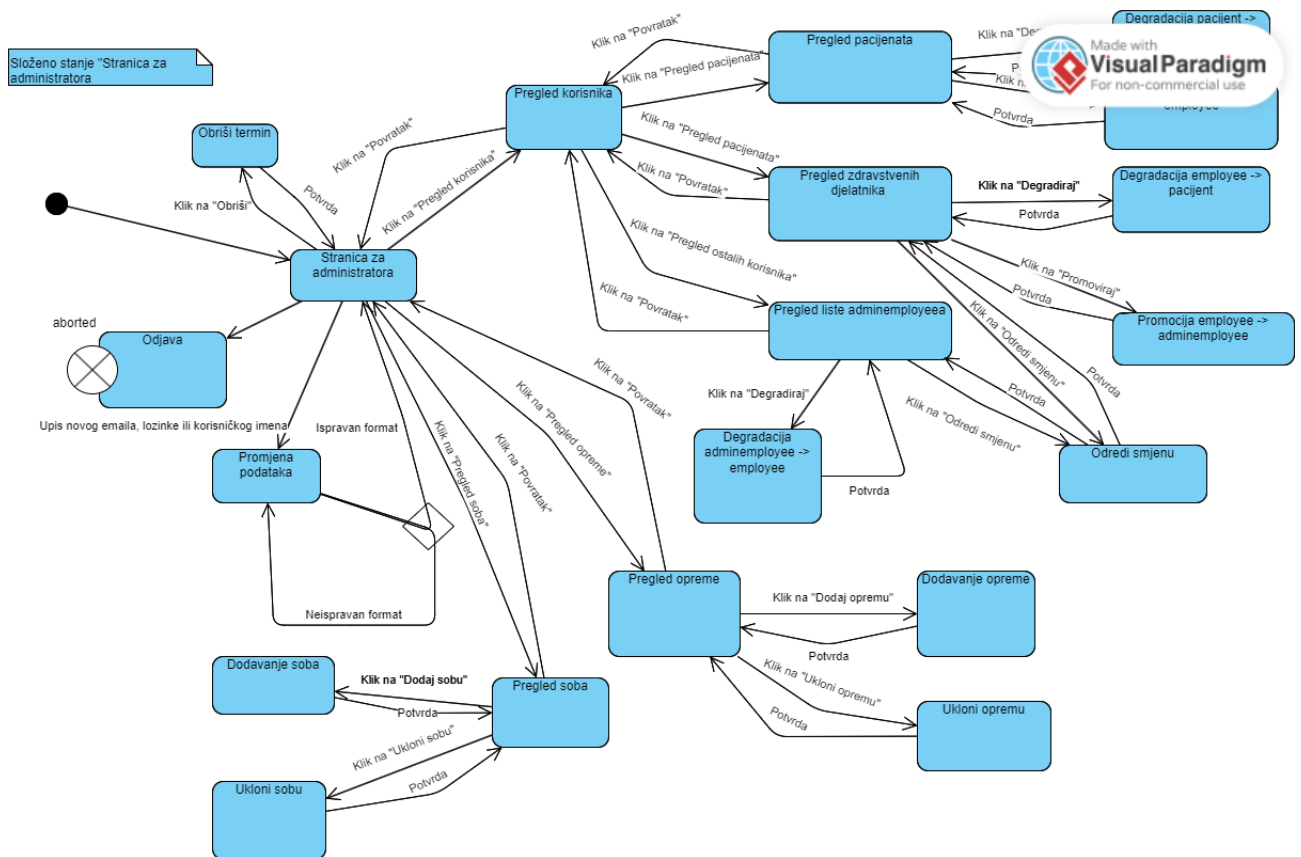 Složeno stanje "Stranica za
administratora
Klik na "Povratak"
Pregled pacijenata
Degradacija pacijent ->
Made with
Visual Paradigm
For non-commercial use
employee
Potvrda
Klik na "Pregled pacijenata"
Pregled korisnika
Obriši termin
Klik na "Povratak"
Klik na "Pregled pacijenata"
Klik na "Povratak"
Pregled zdravstvenih
djelatnika
Klik na "Degradiraj"
Potvrda
Degradacija employee ->
pacijent
Potvrda
Klik na "Obriši"
Klik na "Pregled korisnika"
Stranica za
administratora
Klik na "Pregled ostalih korisnika"
Klik na "Promoviraj"
Potvrda
Klik na "Povratak"
Pregled liste adminemployeea
Promocija employee ->
adminemployee
aborted
Odjava
Klik na "Odredi smjenu"
Potvrda
Klik na "Povratak"
Klik na "Degradiraj"
Potvrda
Klik na "Odredi smjenu"
Upis novog emaila, lozinke ili korisničkog imena
Ispravan format
Klik na "Pregled opreme"
Klik na "Pregled soba"
Klik na "Povratak"
Promjena
podataka
Degradacija
adminemployee ->
employee
Potvrda
Odredi smjenu
Neispravan format
Pregled opreme
Klik na "Dodaj opremu"
Potvrda
Dodavanje opreme
Dodavanje soba
Klik na "Dodaj sobu"
Potvrda
Pregled soba
Klik na "Ukloni opremu"
Potvrda
Ukloni opremu
Klik na "Ukloni sobu"
Potvrda
Ukloni sobu